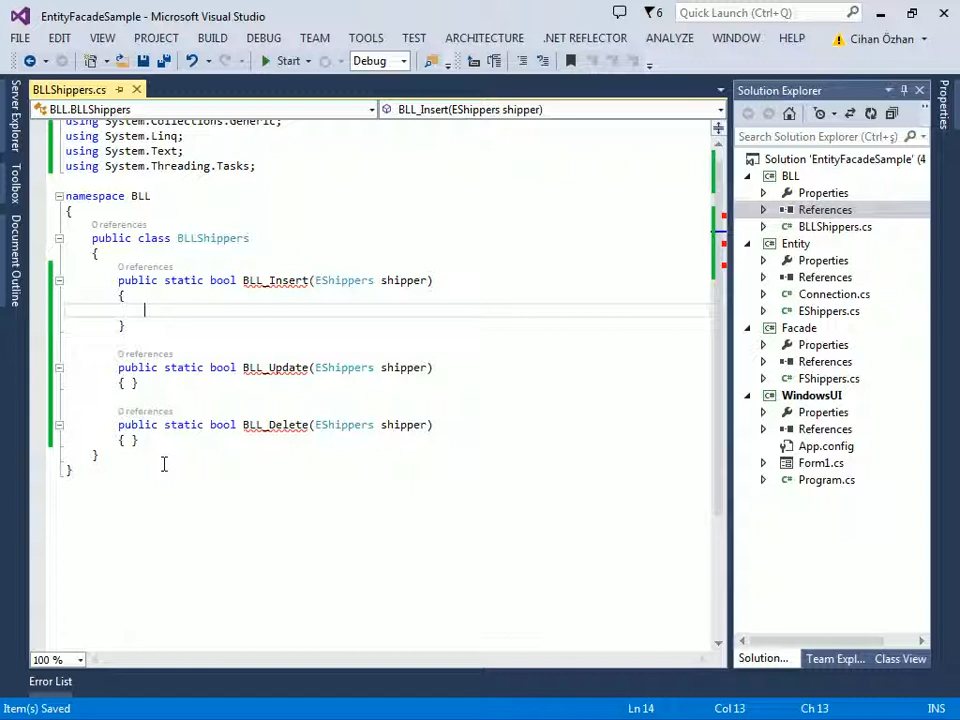 EntityFacadeSample - Microsoft Visual Studio
6
Quick Launch (Ctrl+Q)
FILE EDIT VIEW PROJECT BUILD DEBUG TEAM TOOLS TEST ARCHITECTURE .NET REFLECTOR ANALYZE WINDOW HELP Cihan Özhan
Start Debug
BLLShippers.cs
BLL.BLLShippers BLL_Insert(EShippers shipper)
using System.Collections.Generic;
using System.Linq;
using System.Text;
using System.Threading.Tasks;
namespace BLL
{
0 references
public class BLLShippers
{
0 references
public static bool BLL_Insert(EShippers shipper)
{
}
0 references
public static bool BLL_Update(EShippers shipper)
{ }
0 references
public static bool BLL_Delete(EShippers shipper)
{ }
}
}
100 %
Server Explorer
Toolbox
Document Outline
Solution Explorer
Search Solution Explorer (Ctrl+ş)
Solution 'EntityFacadeSample' (4
BLL
Properties
References
BLLShippers.cs
Entity
Properties
References
Connection.cs
EShippers.cs
Facade
Properties
References
FShippers.cs
WindowsUI
Properties
References
App.config
Form1.cs
Program.cs
Solution... Team Expl... Class View
Properties
Error List
Item(s) Saved Ln 14 Col 13 Ch 13 INS